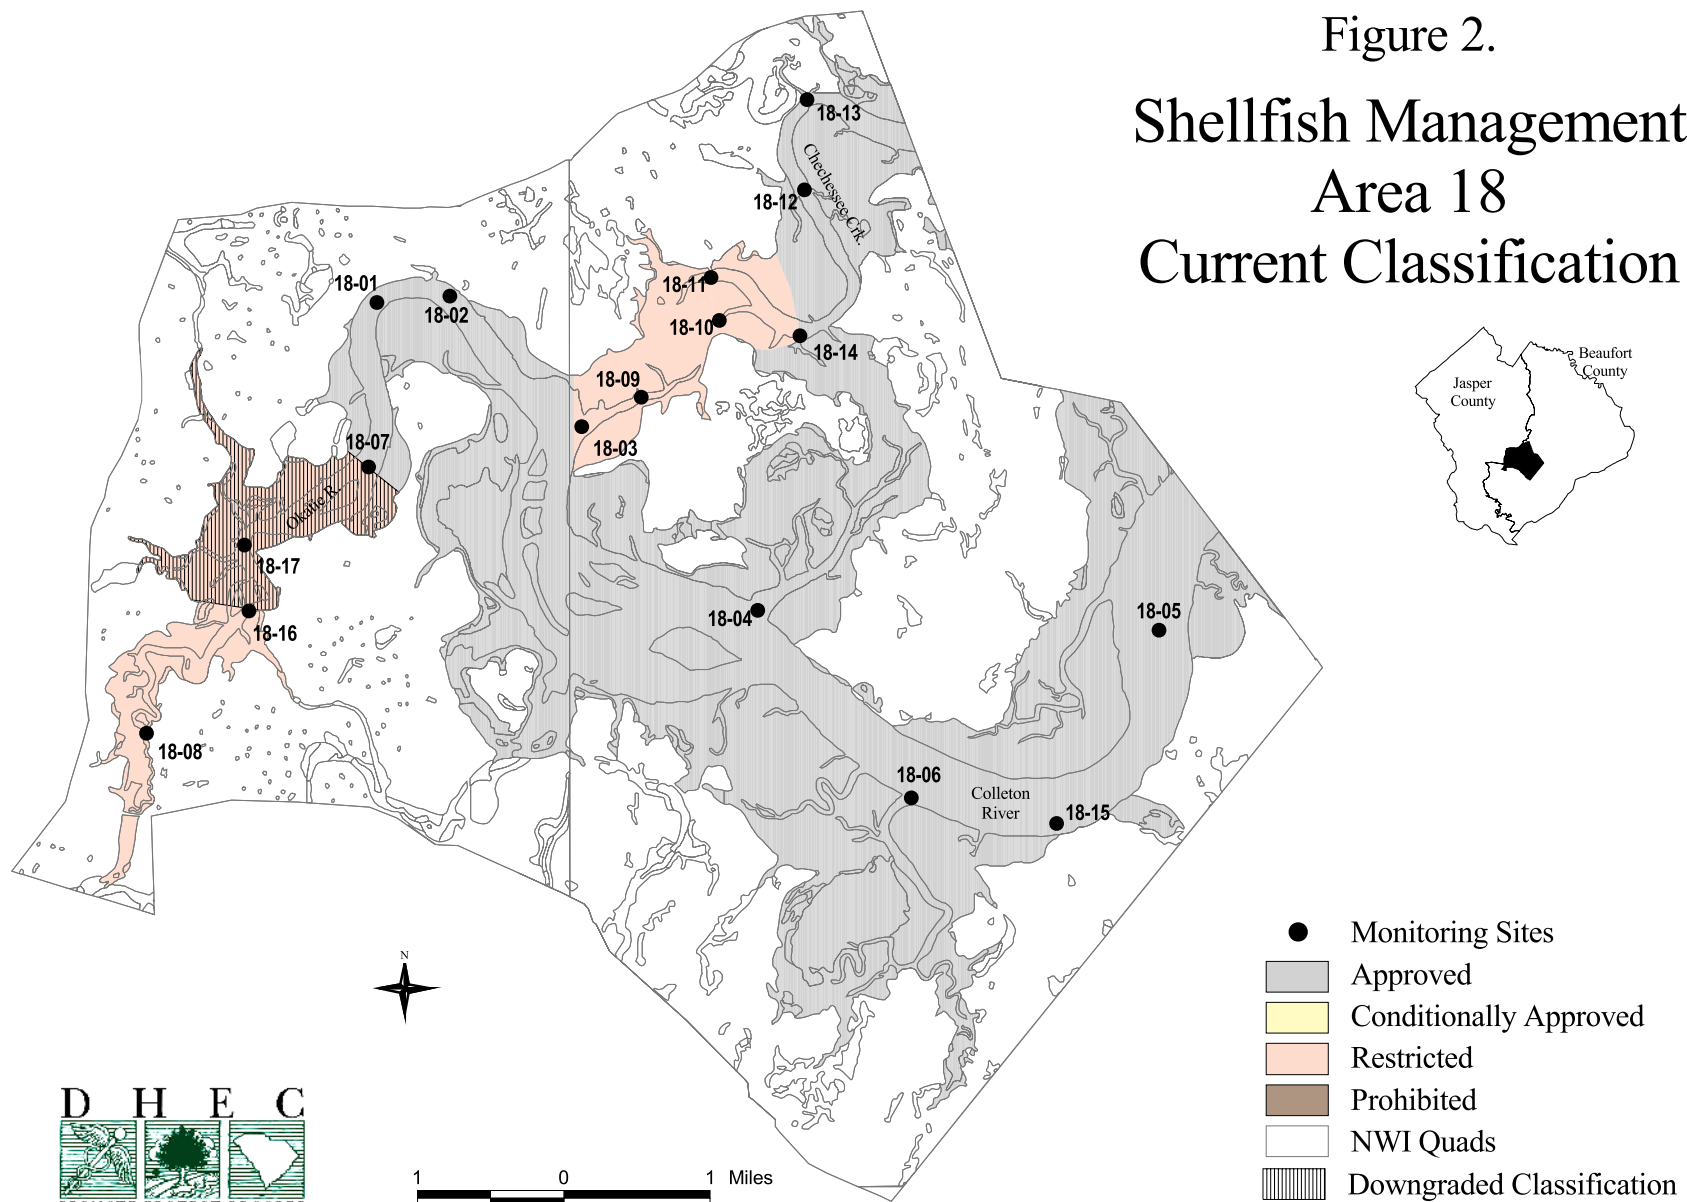 Figure 2.
Shellfish Management
Area 18
Current Classification
18-13
Chechessee Crk.
18-12
18-01
18-02
18-11
18-10
18-14
18-09
18-03
18-07
Okatie R.
18-17
18-16
18-08
18-04
18-05
18-06
Colleton
River
18-15
Jasper
County
Beaufort
County
N
Monitoring Sites
Approved
Conditionally Approved
Restricted
Prohibited
NWI Quads
Downgraded Classification
D H E C
1 0 1 Miles